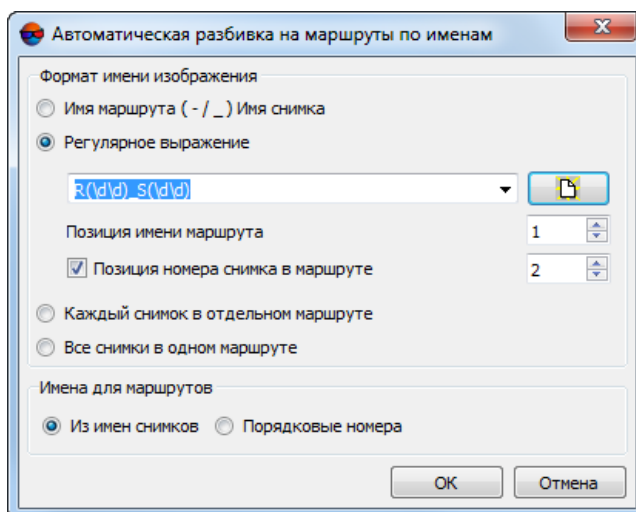 Автоматическая разбивка на маршруты по именам
Формат имени изображения
Имя маршрута ( - / _ ) Имя снимка
Регулярное выражение
R(\d\d)_S(\d\d)
Позиция имени маршрута 1
Позиция номера снимка в маршруте 2
Каждый снимок в отдельном маршруте
Все снимки в одном маршруте
Имена для маршрутов
Из имен снимков Порядковые номера
OK Отмена